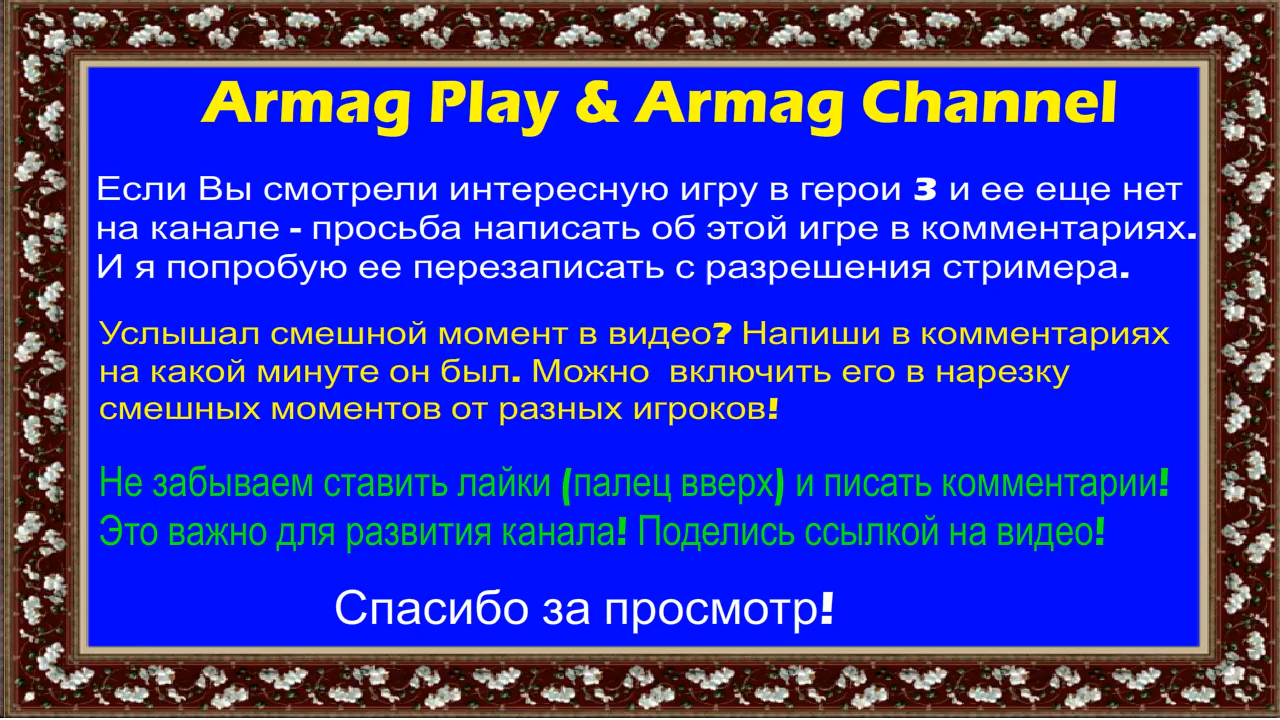 Armag Play & Armag Channel
Если Вы смотрели интересную игру в герои 3 и ее еще нет
на канале - просьба написать об этой игре в комментариях.
И я попробую ее перезаписать с разрешения стримера.
Услышал смешной момент в видео? Напиши в комментариях
на какой минуте он был. Можно  включить его в нарезку
смешных моментов от разных игроков!
Не забываем ставить лайки (палец вверх) и писать комментарии!
Это важно для развития канала! Поделись ссылкой на видео!
Спасибо за просмотр!